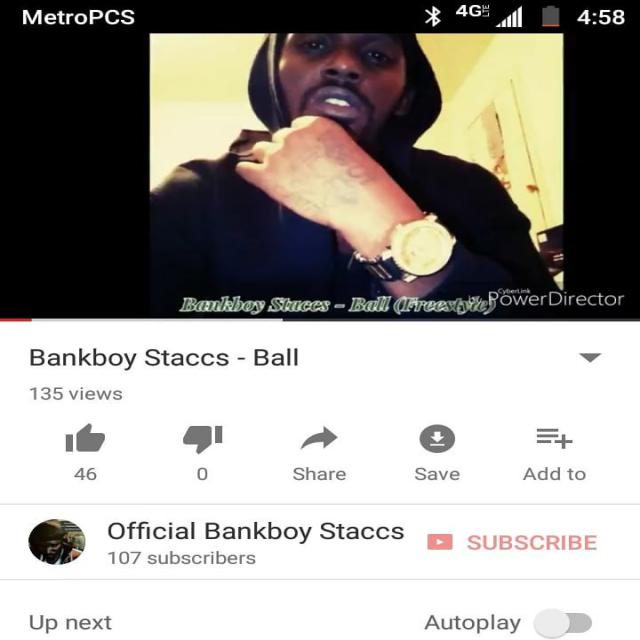 MetroPCS 4G LTE 4:58
Bankboy Staccs - Ball (Freestyle)
CyberLink
PowerDirector
Bankboy Staccs - Ball
135 views
46 0 Share Save Add to
Official Bankboy Staccs SUBSCRIBE
107 subscribers
Up next Autoplay